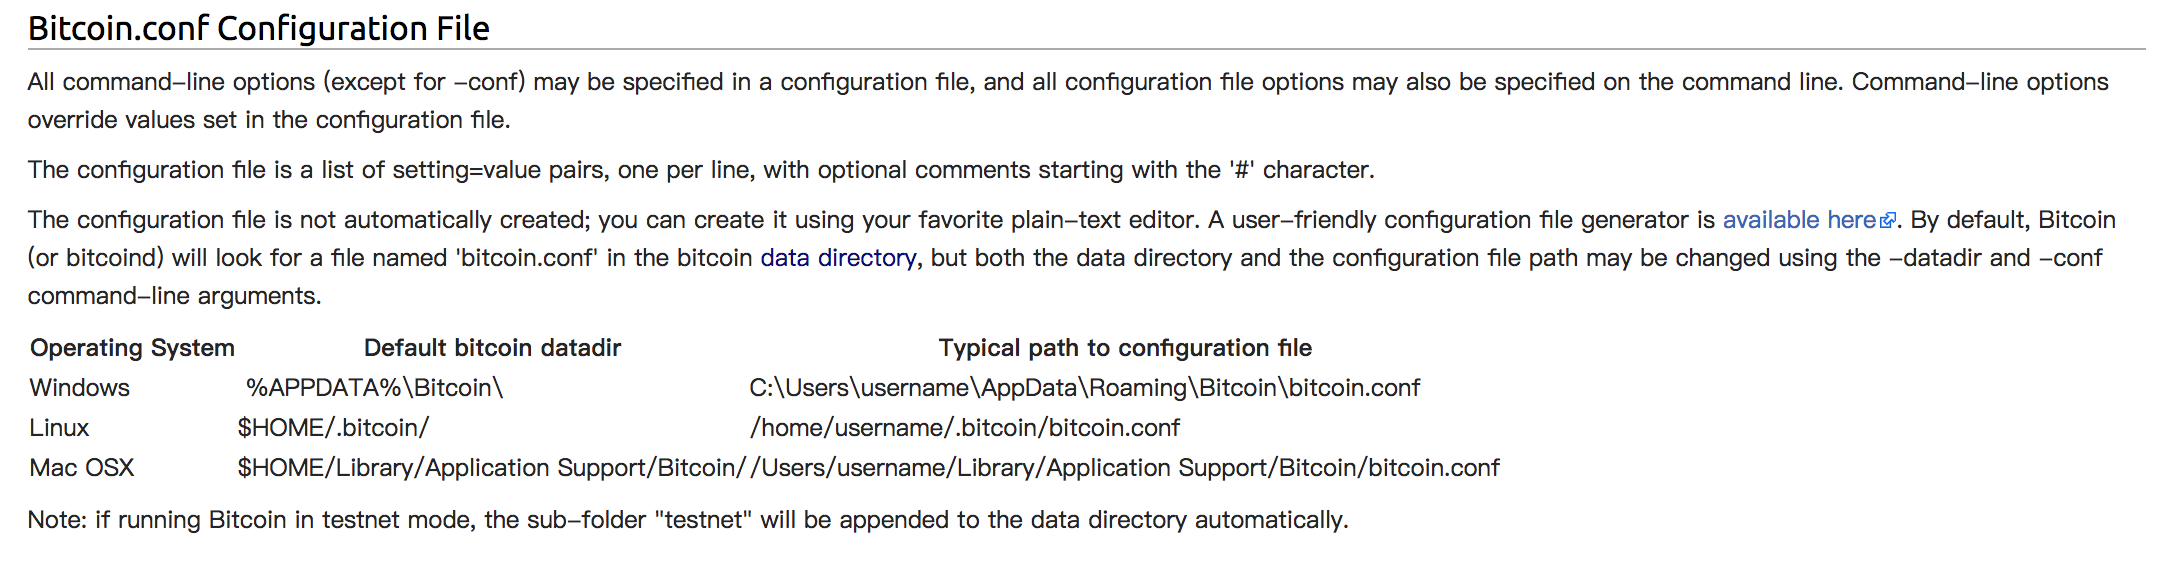 Bitcoin.conf Configuration File
All command–line options (except for –conf) may be specified in a configuration file, and all configuration file options may also be specified on the command line. Command–line options
override values set in the configuration file.
The configuration file is a list of setting=value pairs, one per line, with optional comments starting with the '#' character.
The configuration file is not automatically created; you can create it using your favorite plain–text editor. A user–friendly configuration file generator is available here. By default, Bitcoin
(or bitcoind) will look for a file named 'bitcoin.conf' in the bitcoin data directory, but both the data directory and the configuration file path may be changed using the –datadir and –conf
command–line arguments.
Operating System Default bitcoin datadir Typical path to configuration file
Windows %APPDATA%\Bitcoin\ C:\Users\username\AppData\Roaming\Bitcoin\bitcoin.conf
Linux $HOME/.bitcoin/ /home/username/.bitcoin/bitcoin.conf
Mac OSX $HOME/Library/Application Support/Bitcoin/ /Users/username/Library/Application Support/Bitcoin/bitcoin.conf
Note: if running Bitcoin in testnet mode, the sub–folder "testnet" will be appended to the data directory automatically.